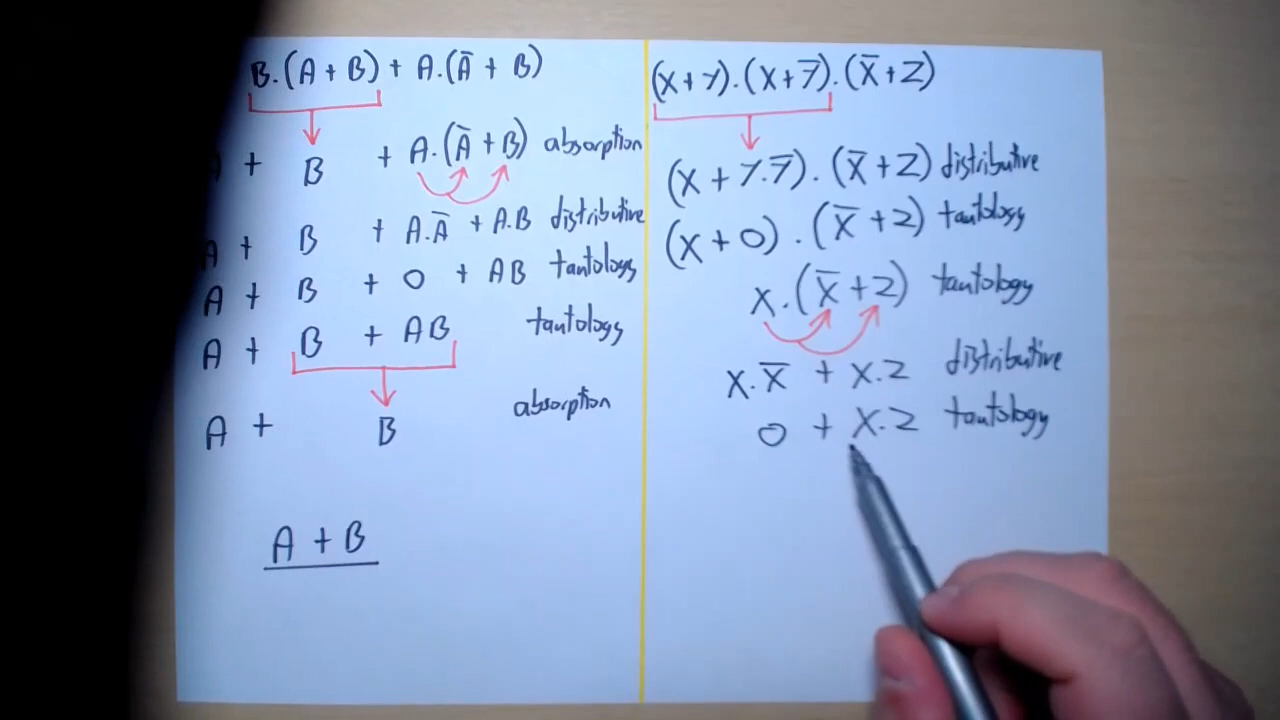 B.(A + B) + A.(Ā + B)
A + B + A.(Ā + B) absorption
A + B + A.Ā + A.B distributive
A + B + 0 + AB tautology
A + B + AB tautology
A + B absorption
A + B
(X + Y).(X + Y̅).(X̅ + Z)
(X + Y.Y̅).(X̅ + Z) distributive
(X + 0).(X̅ + Z) tautology
X.(X̅ + Z) tautology
X.X̅ + X.Z distributive
0 + X.Z tautology